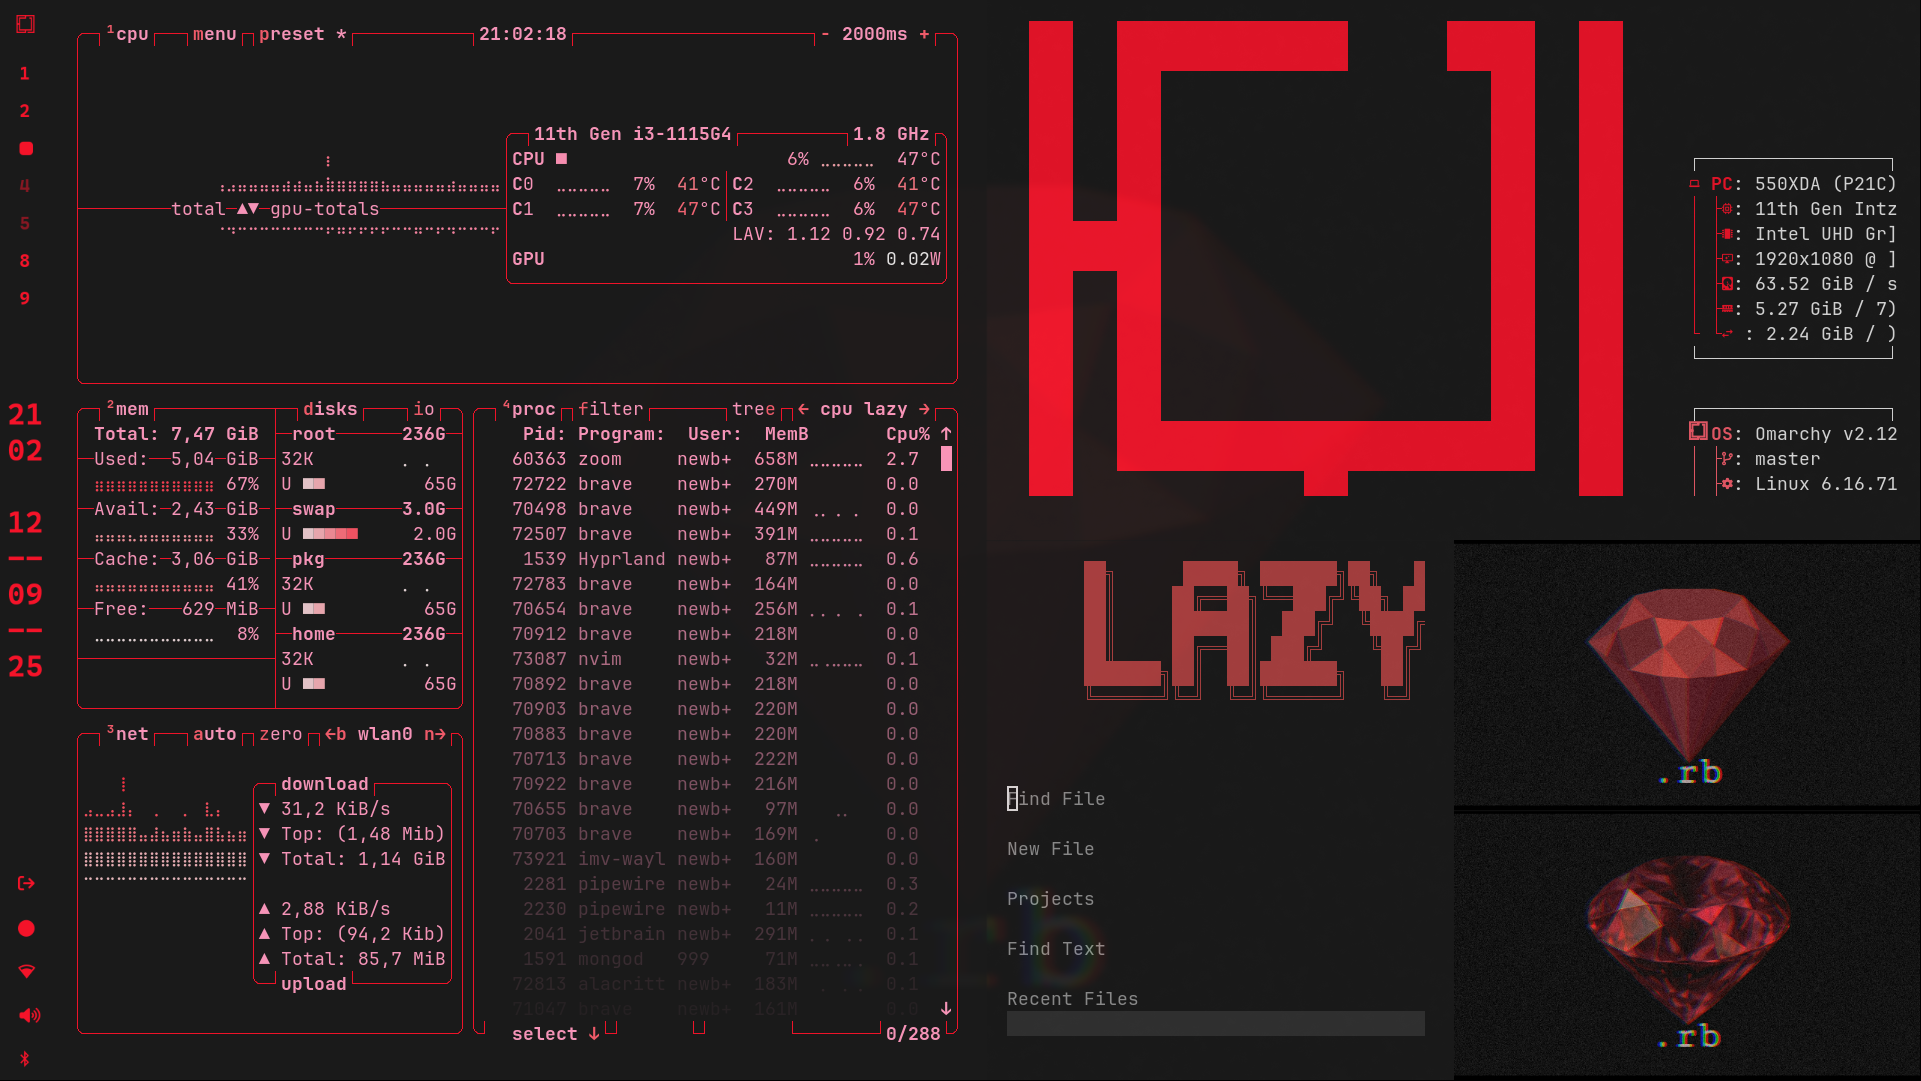 1
2
4
5
8
9
21
02
12
--
09
--
25
¹cpu menu preset * 21:02:18 - 2000ms +
11th Gen i3-1115G4 1.8 GHz
CPU 6% 47°C
C0 7% 41°C C2 6% 41°C
C1 7% 47°C C3 6% 47°C
total ▲▼ gpu-totals
LAV: 1.12 0.92 0.74
GPU 1% 0.02W
²mem disks io
Total: 7,47 GiB
Used: 5,04 GiB
67%
Avail: 2,43 GiB
33%
Cache: 3,06 GiB
41%
Free: 629 MiB
8%
root 236G
32K
U 65G
swap 3.0G
U 2.0G
pkg 236G
32K
U 65G
home 236G
32K
U 65G
³net auto zero ←b wlan0 n→
download
▼ 31,2 KiB/s
▼ Top: (1,48 Mib)
▼ Total: 1,14 GiB
▲ 2,88 KiB/s
▲ Top: (94,2 Kib)
▲ Total: 85,7 MiB
upload
⁴proc filter tree ← cpu lazy →
Pid: Program: User: MemB Cpu% ↑
60363 zoom newb+ 658M 2.7
72722 brave newb+ 270M 0.0
70498 brave newb+ 449M 0.0
72507 brave newb+ 391M 0.1
1539 Hyprland newb+ 87M 0.6
72783 brave newb+ 164M 0.0
70654 brave newb+ 256M 0.1
70912 brave newb+ 218M 0.0
73087 nvim newb+ 32M 0.1
70892 brave newb+ 218M 0.0
70903 brave newb+ 220M 0.0
70883 brave newb+ 220M 0.0
70713 brave newb+ 222M 0.0
70922 brave newb+ 216M 0.0
70655 brave newb+ 97M 0.0
70703 brave newb+ 169M 0.0
73921 imv-wayl newb+ 160M 0.0
2281 pipewire newb+ 24M 0.3
2230 pipewire newb+ 11M 0.2
2041 jetbrain newb+ 291M 0.1
1591 mongod 999 71M 0.1
72813 alacritt newb+ 183M 0.1
71047 brave newb+ 161M 0.0
select ↓ 0/288
PC: 550XDA (P21C)
: 11th Gen Intz
: Intel UHD Gr]
: 1920x1080 @ ]
: 63.52 GiB / s
: 5.27 GiB / 7)
: 2.24 GiB / )
OS: Omarchy v2.12
: master
: Linux 6.16.71
LAZY
Find File
New File
Projects
Find Text
Recent Files
.rb
.rb
.rb